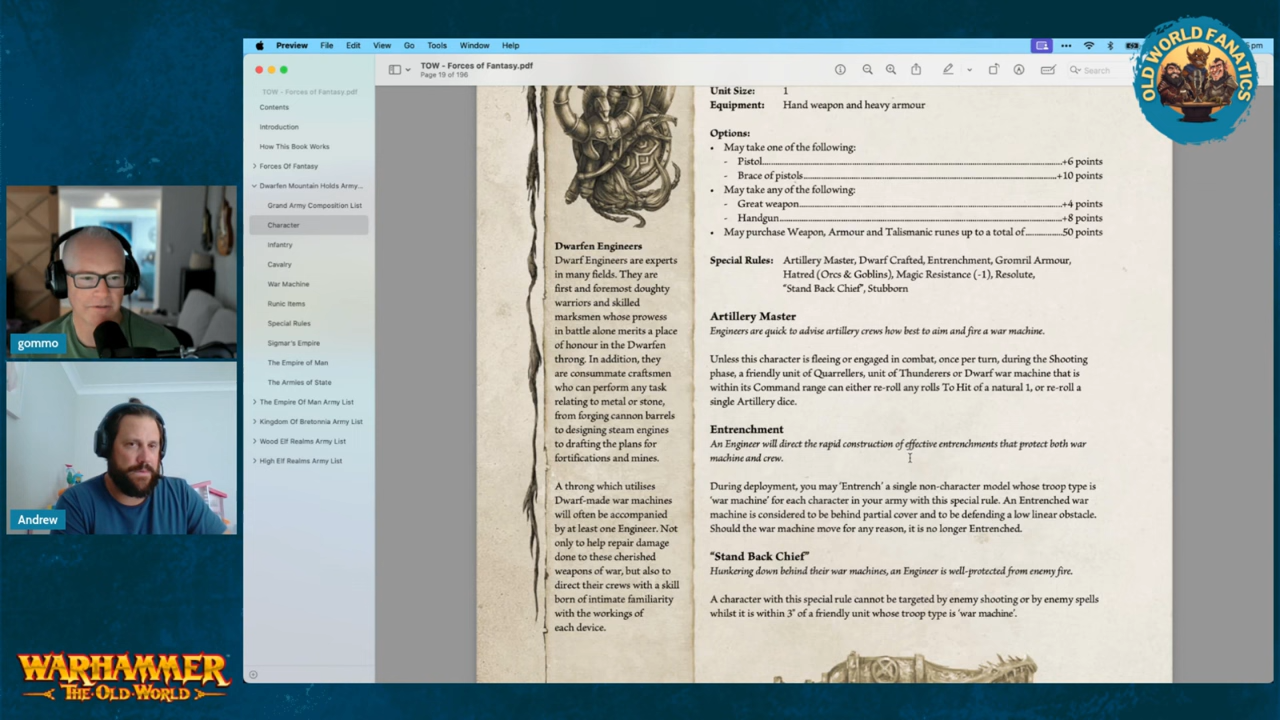 Preview File Edit View Go Tools Window Help
TOW - Forces of Fantasy.pdf
Page 19 of 196
Search
OLD WORLD FANATICS
TOW - Forces of Fantasy.pdf
Contents
Introduction
How This Book Works
Forces Of Fantasy
Dwarfen Mountain Holds Army...
Grand Army Composition List
Character
Infantry
Cavalry
War Machine
Runic Items
Special Rules
Sigmar's Empire
The Empire of Man
The Armies of State
The Empire Of Man Army List
Kingdom Of Bretonnia Army List
Wood Elf Realms Army List
High Elf Realms Army List
gommo
Andrew
WARHAMMER
THE·OLD·WORLD
Dwarfen Engineers
Dwarf Engineers are experts
in many fields. They are
first and foremost doughty
warriors and skilled
marksmen whose prowess
in battle alone merits a place
of honour in the Dwarfen
throng. In addition, they
are consummate craftsmen
who can perform any task
relating to metal or stone,
from forging cannon barrels
to designing steam engines
to drafting the plans for
fortifications and mines.
A throng which utilises
Dwarf-made war machines
will often be accompanied
by at least one Engineer. Not
only to help repair damage
done to these cherished
weapons of war, but also to
direct their crews with a skill
born of intimate familiarity
with the workings of
each device.
Unit Size: 1
Equipment: Hand weapon and heavy armour
Options:
• May take one of the following:
- Pistol...+6 points
- Brace of pistols...+10 points
• May take any of the following:
- Great weapon...+4 points
- Handgun...+8 points
• May purchase Weapon, Armour and Talismanic runes up to a total of...50 points
Special Rules: Artillery Master, Dwarf Crafted, Entrenchment, Gromril Armour,
Hatred (Orcs & Goblins), Magic Resistance (-1), Resolute,
"Stand Back Chief", Stubborn
Artillery Master
Engineers are quick to advise artillery crews how best to aim and fire a war machine.
Unless this character is fleeing or engaged in combat, once per turn, during the Shooting
phase, a friendly unit of Quarrellers, unit of Thunderers or Dwarf war machine that is
within its Command range can either re-roll any rolls To Hit of a natural 1, or re-roll a
single Artillery dice.
Entrenchment
An Engineer will direct the rapid construction of effective entrenchments that protect both war
machine and crew.
During deployment, you may 'Entrench' a single non-character model whose troop type is
'war machine' for each character in your army with this special rule. An Entrenched war
machine is considered to be behind partial cover and to be defending a low linear obstacle.
Should the war machine move for any reason, it is no longer Entrenched.
"Stand Back Chief"
Hunkering down behind their war machines, an Engineer is well-protected from enemy fire.
A character with this special rule cannot be targeted by enemy shooting or by enemy spells
whilst it is within 3" of a friendly unit whose troop type is 'war machine'.